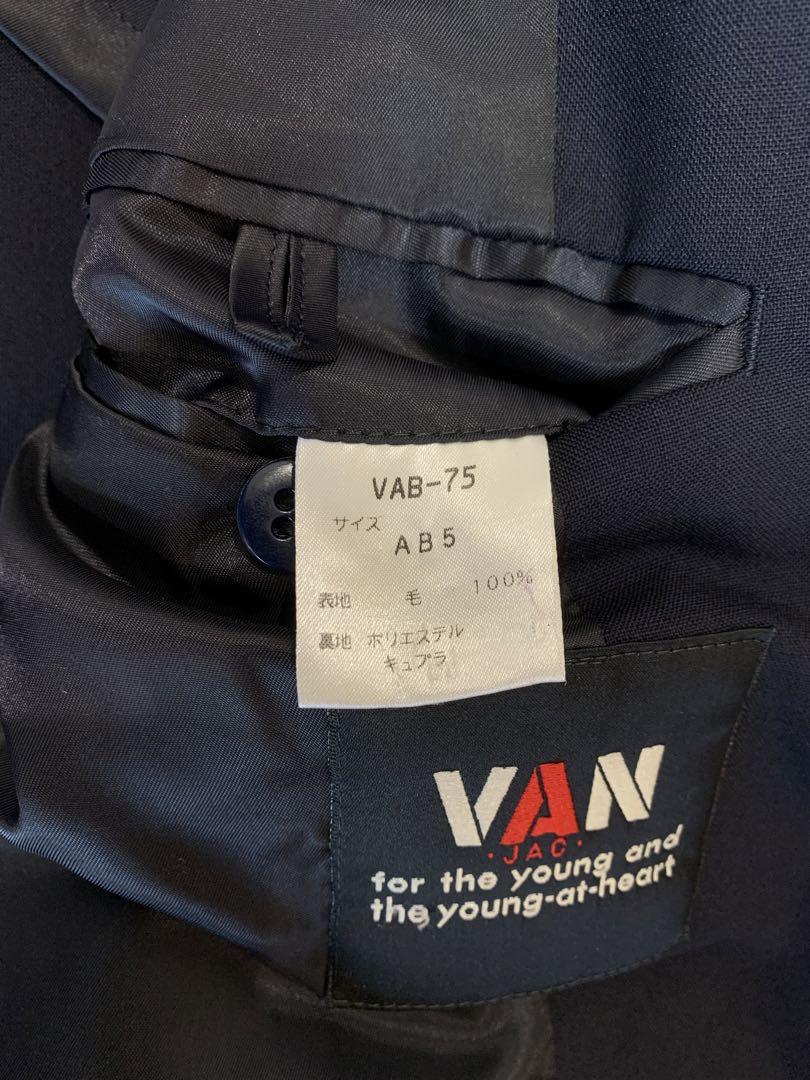 VAB-75
サイズ
AB5
表地 毛 100%
裏地 ポリエステル
キュプラ
VAN
・JAC・
for the young and
the young-at-heart